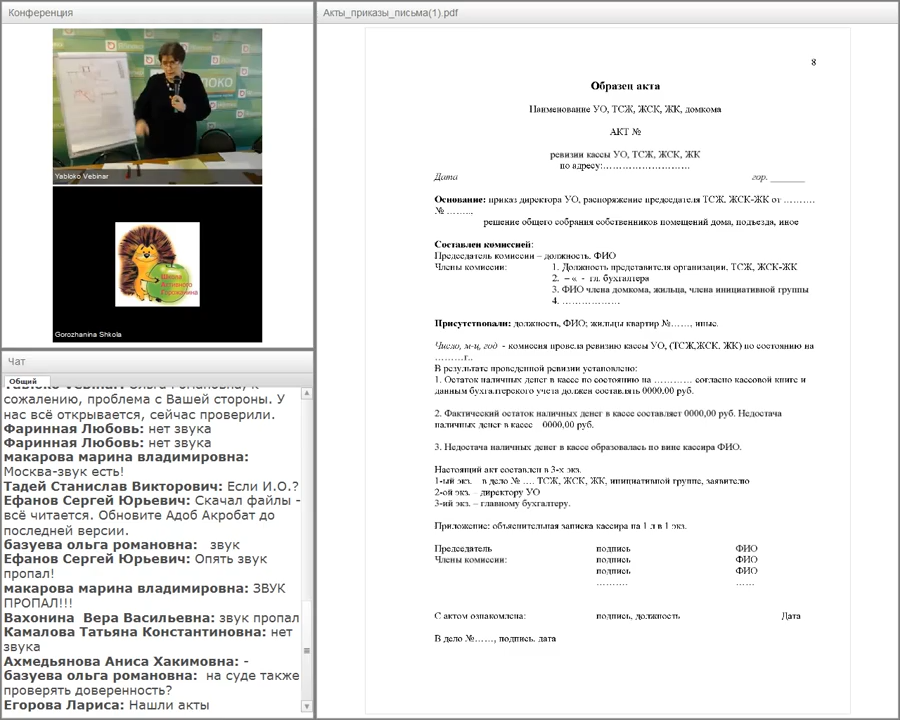 Конференция
Yabloko Vebinar
Школа
Активного
Горожанина
Gorozhanina Shkola
Чат
Общий
сожалению, проблема с Вашей стороны. У
нас всё открывается, сейчас проверили.
Фаринная Любовь: нет звука
Фаринная Любовь: нет звука
макарова марина владимировна:
Москва-звук есть!
Тадей Станислав Викторович: Если И.О.?
Ефанов Сергей Юрьевич: Скачал файлы -
всё читается. Обновите Адоб Акробат до
последней версии.
базуева ольга романовна: звук
Ефанов Сергей Юрьевич: Опять звук
пропал!
макарова марина владимировна: ЗВУК
ПРОПАЛ!!!
Вахонина Вера Васильевна: звук пропал
Камалова Татьяна Константиновна: нет
звука
Ахмедьянова Аниса Хакимовна: -
базуева ольга романовна: на суде также
проверять доверенность?
Егорова Лариса: Нашли акты
Акты_приказы_письма(1).pdf
8
Образец акта
Наименование УО, ТСЖ, ЖСК, ЖК, домкома
АКТ №
ревизии кассы УО, ТСЖ, ЖСК, ЖК
по адресу:………………………
Дата гор. _______
Основание: приказ директора УО, распоряжение председателя ТСЖ, ЖСК-ЖК от ……….
№ ……..
решение общего собрания собственников помещений дома, подъезда, иное
Составлен комиссией:
Председатель комиссии – должность, ФИО
Члены комиссии: 1. Должность представителя организации, ТСЖ, ЖСК-ЖК
2. – « - гл. бухгалтера
3. ФИО члена домкома, жильца, члена инициативной группы
4. ………………
Присутствовали: должность, ФИО; жильцы квартир №……, иные.
Число, м-ц, год - комиссия провела ревизию кассы УО, (ТСЖ,ЖСК, ЖК) по состоянию на
………г..
В результате проведенной ревизии установлено:
1. Остаток наличных денег в кассе по состоянию на ………… согласно кассовой книге и
данным бухгалтерского учета должен составлять 0000.00 руб.
2. Фактический остаток наличных денег в кассе составляет 0000,00 руб. Недостача
наличных денег в кассе – 0000,00 руб.
3. Недостача наличных денег в кассе образовалась по вине кассира ФИО.
Настоящий акт составлен в 3-х экз.
1-ый экз. – в дело № …. ТСЖ, ЖСК, ЖК, инициативной группе, заявителю
2-ой экз. – директору УО
3-ий экз. – главному бухгалтеру.
Приложение: объяснительная записка кассира на 1 л в 1 экз.
Председатель подпись ФИО
Члены комиссии: подпись ФИО
подпись ФИО
………. ……
С актом ознакомлена: подпись, должность Дата
В дело №……, подпись, дата